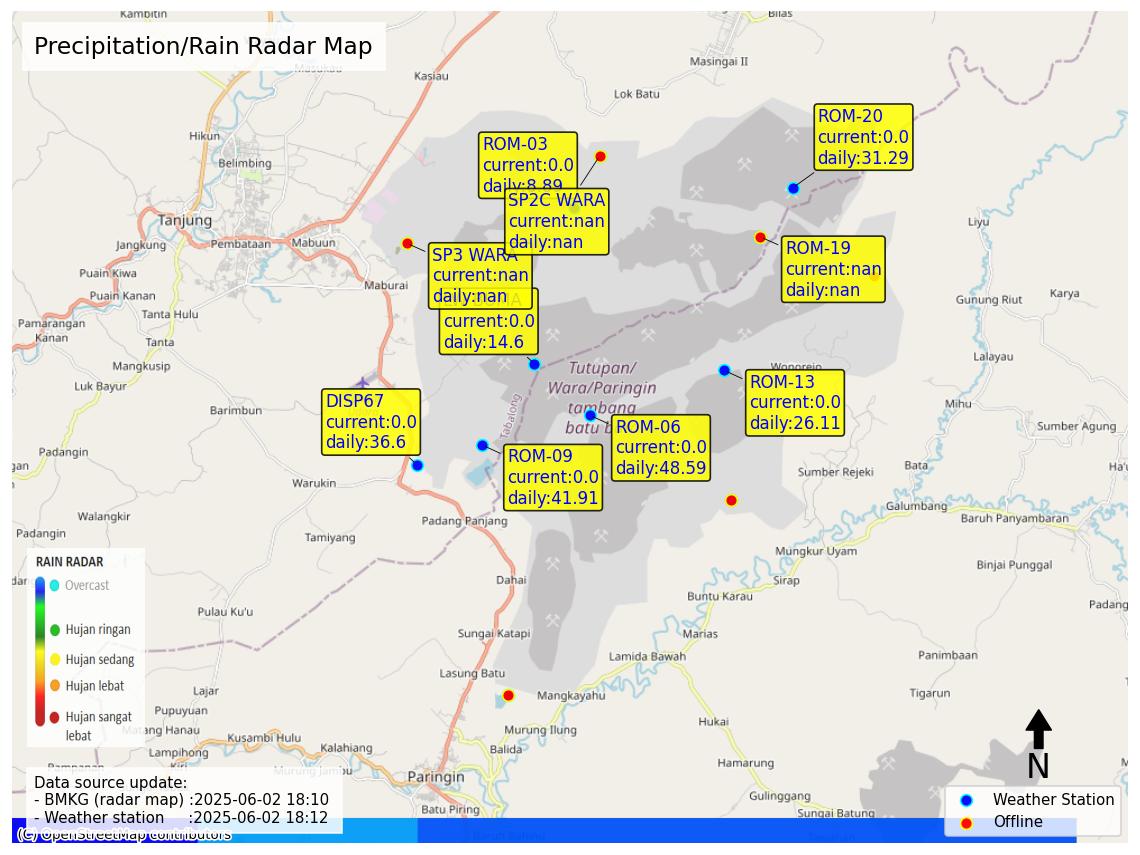 Kambitin
Bilas
Precipitation/Rain Radar Map
Masukau
Kasiau
Masingai II
Lok Batu
Hikun
Belimbing
ROM-03
current:0.0
daily:8.89
ROM-20
current:0.0
daily:31.29
SP2C WARA
current:nan
daily:nan
Tanjung
Jangkung
Pembataan
Mabuun
Liyu
SP3 WARA
current:nan
daily:nan
ROM-19
current:nan
daily:nan
Puain Kiwa
Puain Kanan
Maburai
Tanta Hulu
Gunung Riut
Karya
current:0.0
daily:14.6
Pamarangan
Kanan
Tanta
Mangkusip
Luk Bayur
Lalayau
Wonorejo
Tutupan/
Wara/Paringin
tambang
batu b
Tabalong
ROM-13
current:0.0
daily:26.11
DISP67
current:0.0
daily:36.6
Barimbun
Mihu
ROM-06
current:0.0
daily:48.59
Sumber Agung
ROM-09
current:0.0
daily:41.91
Padangin
gan
Warukin
Bata
Sumber Rejeki
Galumbang
Baruh Panyambaran
Walangkir
Padangin
Padang Panjang
Tamiyang
Mungkur Uyam
Binjai Punggal
RAIN RADAR
Overcast
Hujan ringan
Hujan sedang
Hujan lebat
Hujan sangat
lebat
Dahai
Sirap
Buntu Karau
Padang
Pulau Ku'u
Sungai Katapi
Marias
Lamida Bawah
Panimbaan
Lasung Batu
Lajar
Mangkayahu
Tigarun
Pupuyuan
Matang Hanau
Hukai
Murung Ilung
Kusambi Hulu
Lampihong
Kalahiang
Balida
Hamarung
Kiri
Pampanan
Murung Jambu
Paringin
N
Gulinggang
Batu Piring
Sungai Batung
Data source update:
- BMKG (radar map) :2025-06-02 18:10
- Weather station :2025-06-02 18:12
Weather Station
Offline
(C) OpenStreetMap contributors
Baruh Bahinu